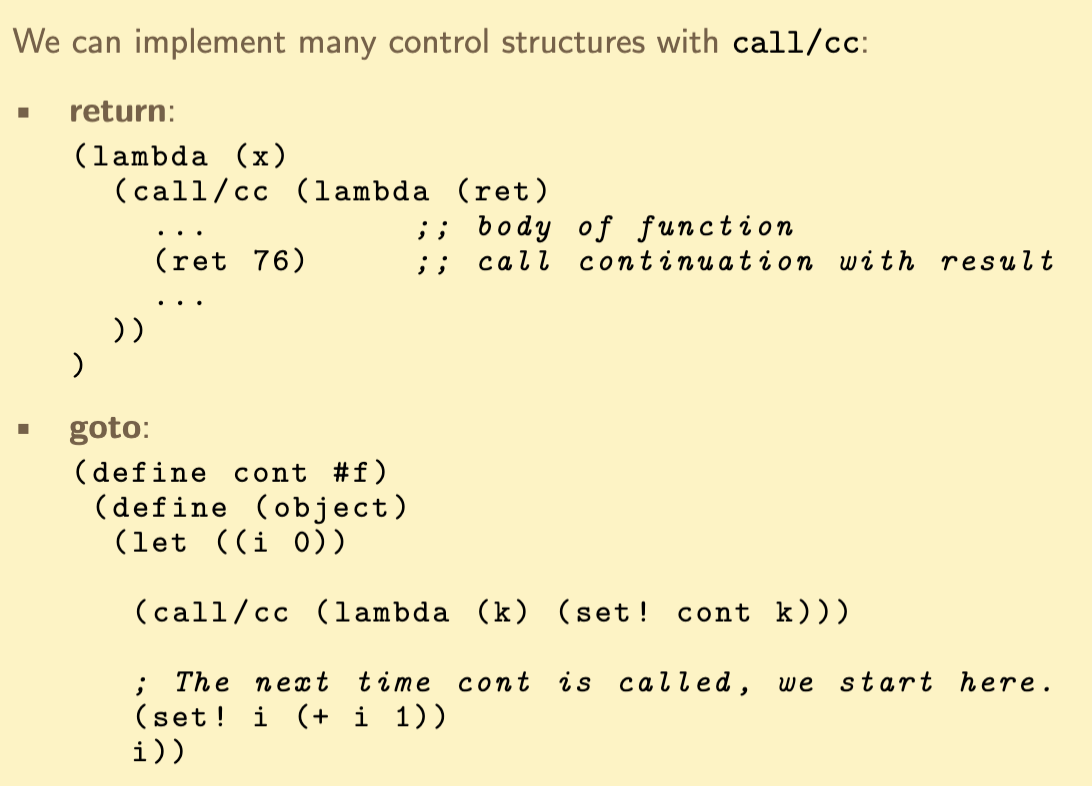 We can implement many control structures with call/cc:
▪ return:
(lambda (x)
(call/cc (lambda (ret)
... ;; body of function
(ret 76) ;; call continuation with result
...
))
)
▪ goto:
(define cont #f)
(define (object)
(let ((i 0))
(call/cc (lambda (k) (set! cont k)))
; The next time cont is called, we start here.
(set! i (+ i 1))
i))